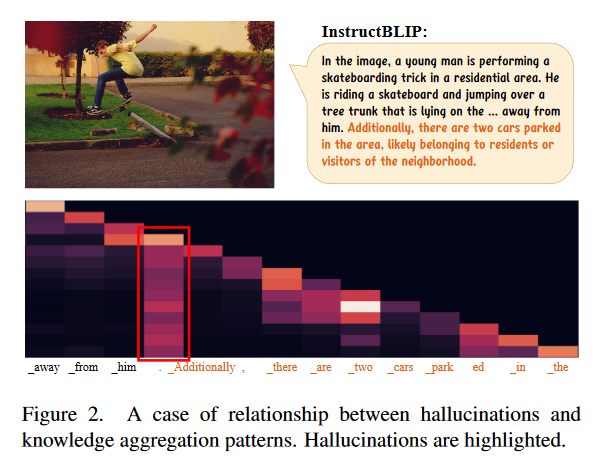 InstructBLIP:
In the image, a young man is performing a
skateboarding trick in a residential area. He
is riding a skateboard and jumping over a
tree trunk that is lying on the ... away from
him. Additionally, there are two cars parked
in the area, likely belonging to residents or
visitors of the neighborhood.
_away _from _him . _Additionally , _there _are _two _cars _park ed _in _the
Figure 2. A case of relationship between hallucinations and
knowledge aggregation patterns. Hallucinations are highlighted.